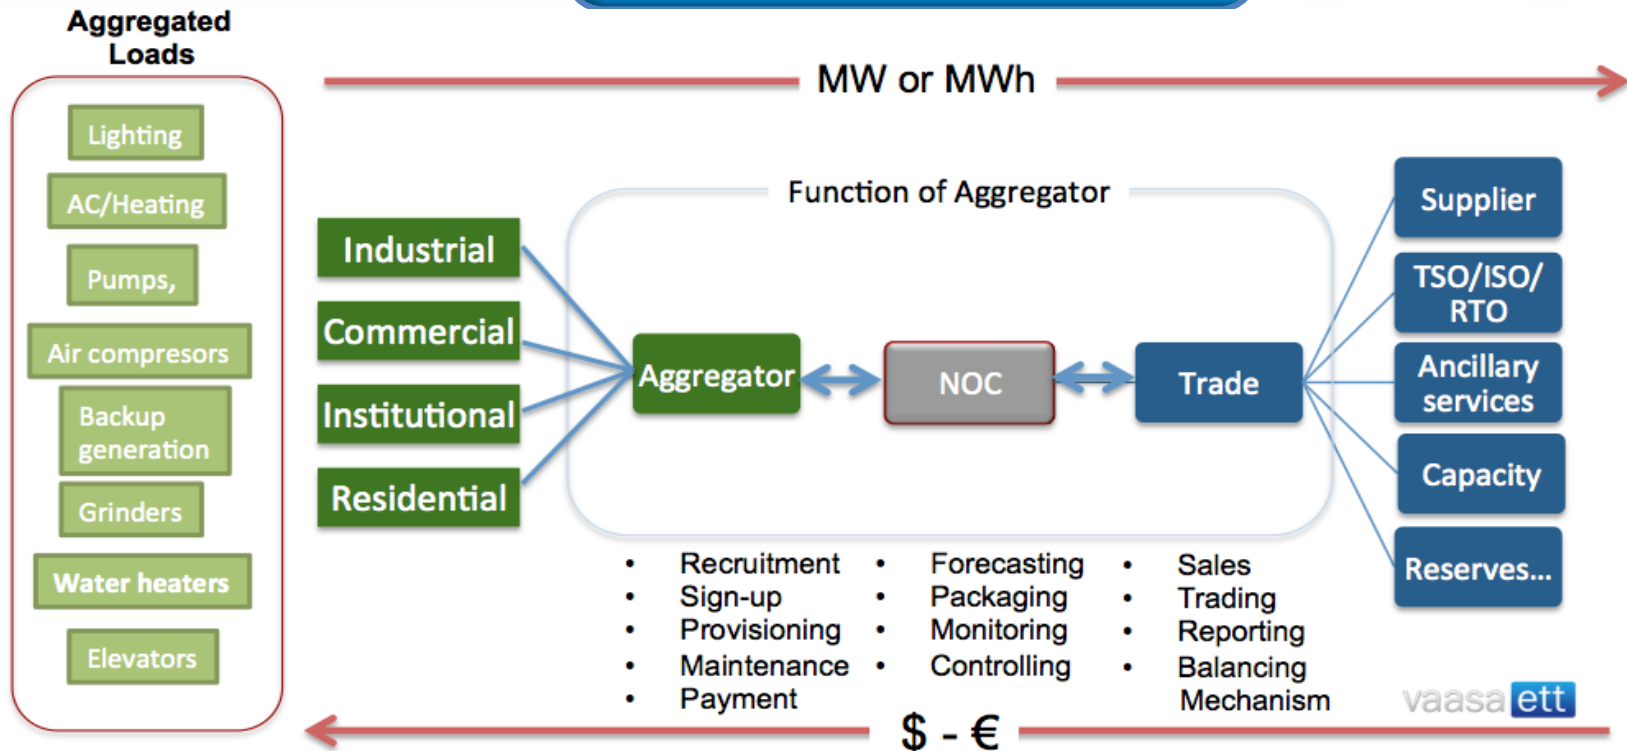 Aggregated
Loads
Lighting
AC/Heating
Pumps,
Air compresors
Backup
generation
Grinders
Water heaters
Elevators
MW or MWh
Function of Aggregator
Industrial
Commercial
Institutional
Residential
Aggregator
NOC
Trade
Supplier
TSO/ISO/
RTO
Ancillary
services
Capacity
Reserves...
• Recruitment
• Sign-up
• Provisioning
• Maintenance
• Payment
• Forecasting
• Packaging
• Monitoring
• Controlling
• Sales
• Trading
• Reporting
• Balancing
Mechanism
vaasa ett
$ - €